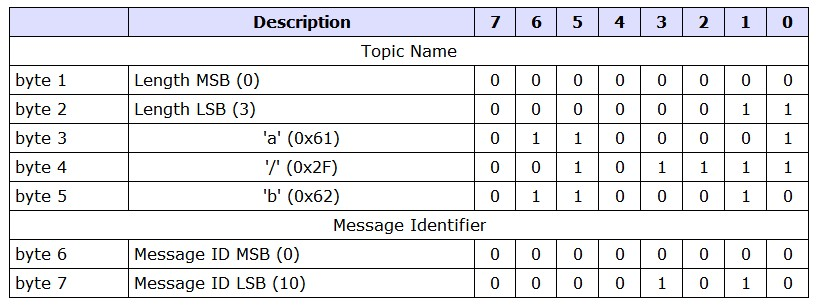 Description 7 6 5 4 3 2 1 0
Topic Name
byte 1 Length MSB (0) 0 0 0 0 0 0 0 0
byte 2 Length LSB (3) 0 0 0 0 0 0 1 1
byte 3 'a' (0x61) 0 1 1 0 0 0 0 1
byte 4 '/' (0x2F) 0 0 1 0 1 1 1 1
byte 5 'b' (0x62) 0 1 1 0 0 0 1 0
Message Identifier
byte 6 Message ID MSB (0) 0 0 0 0 0 0 0 0
byte 7 Message ID LSB (10) 0 0 0 0 1 0 1 0